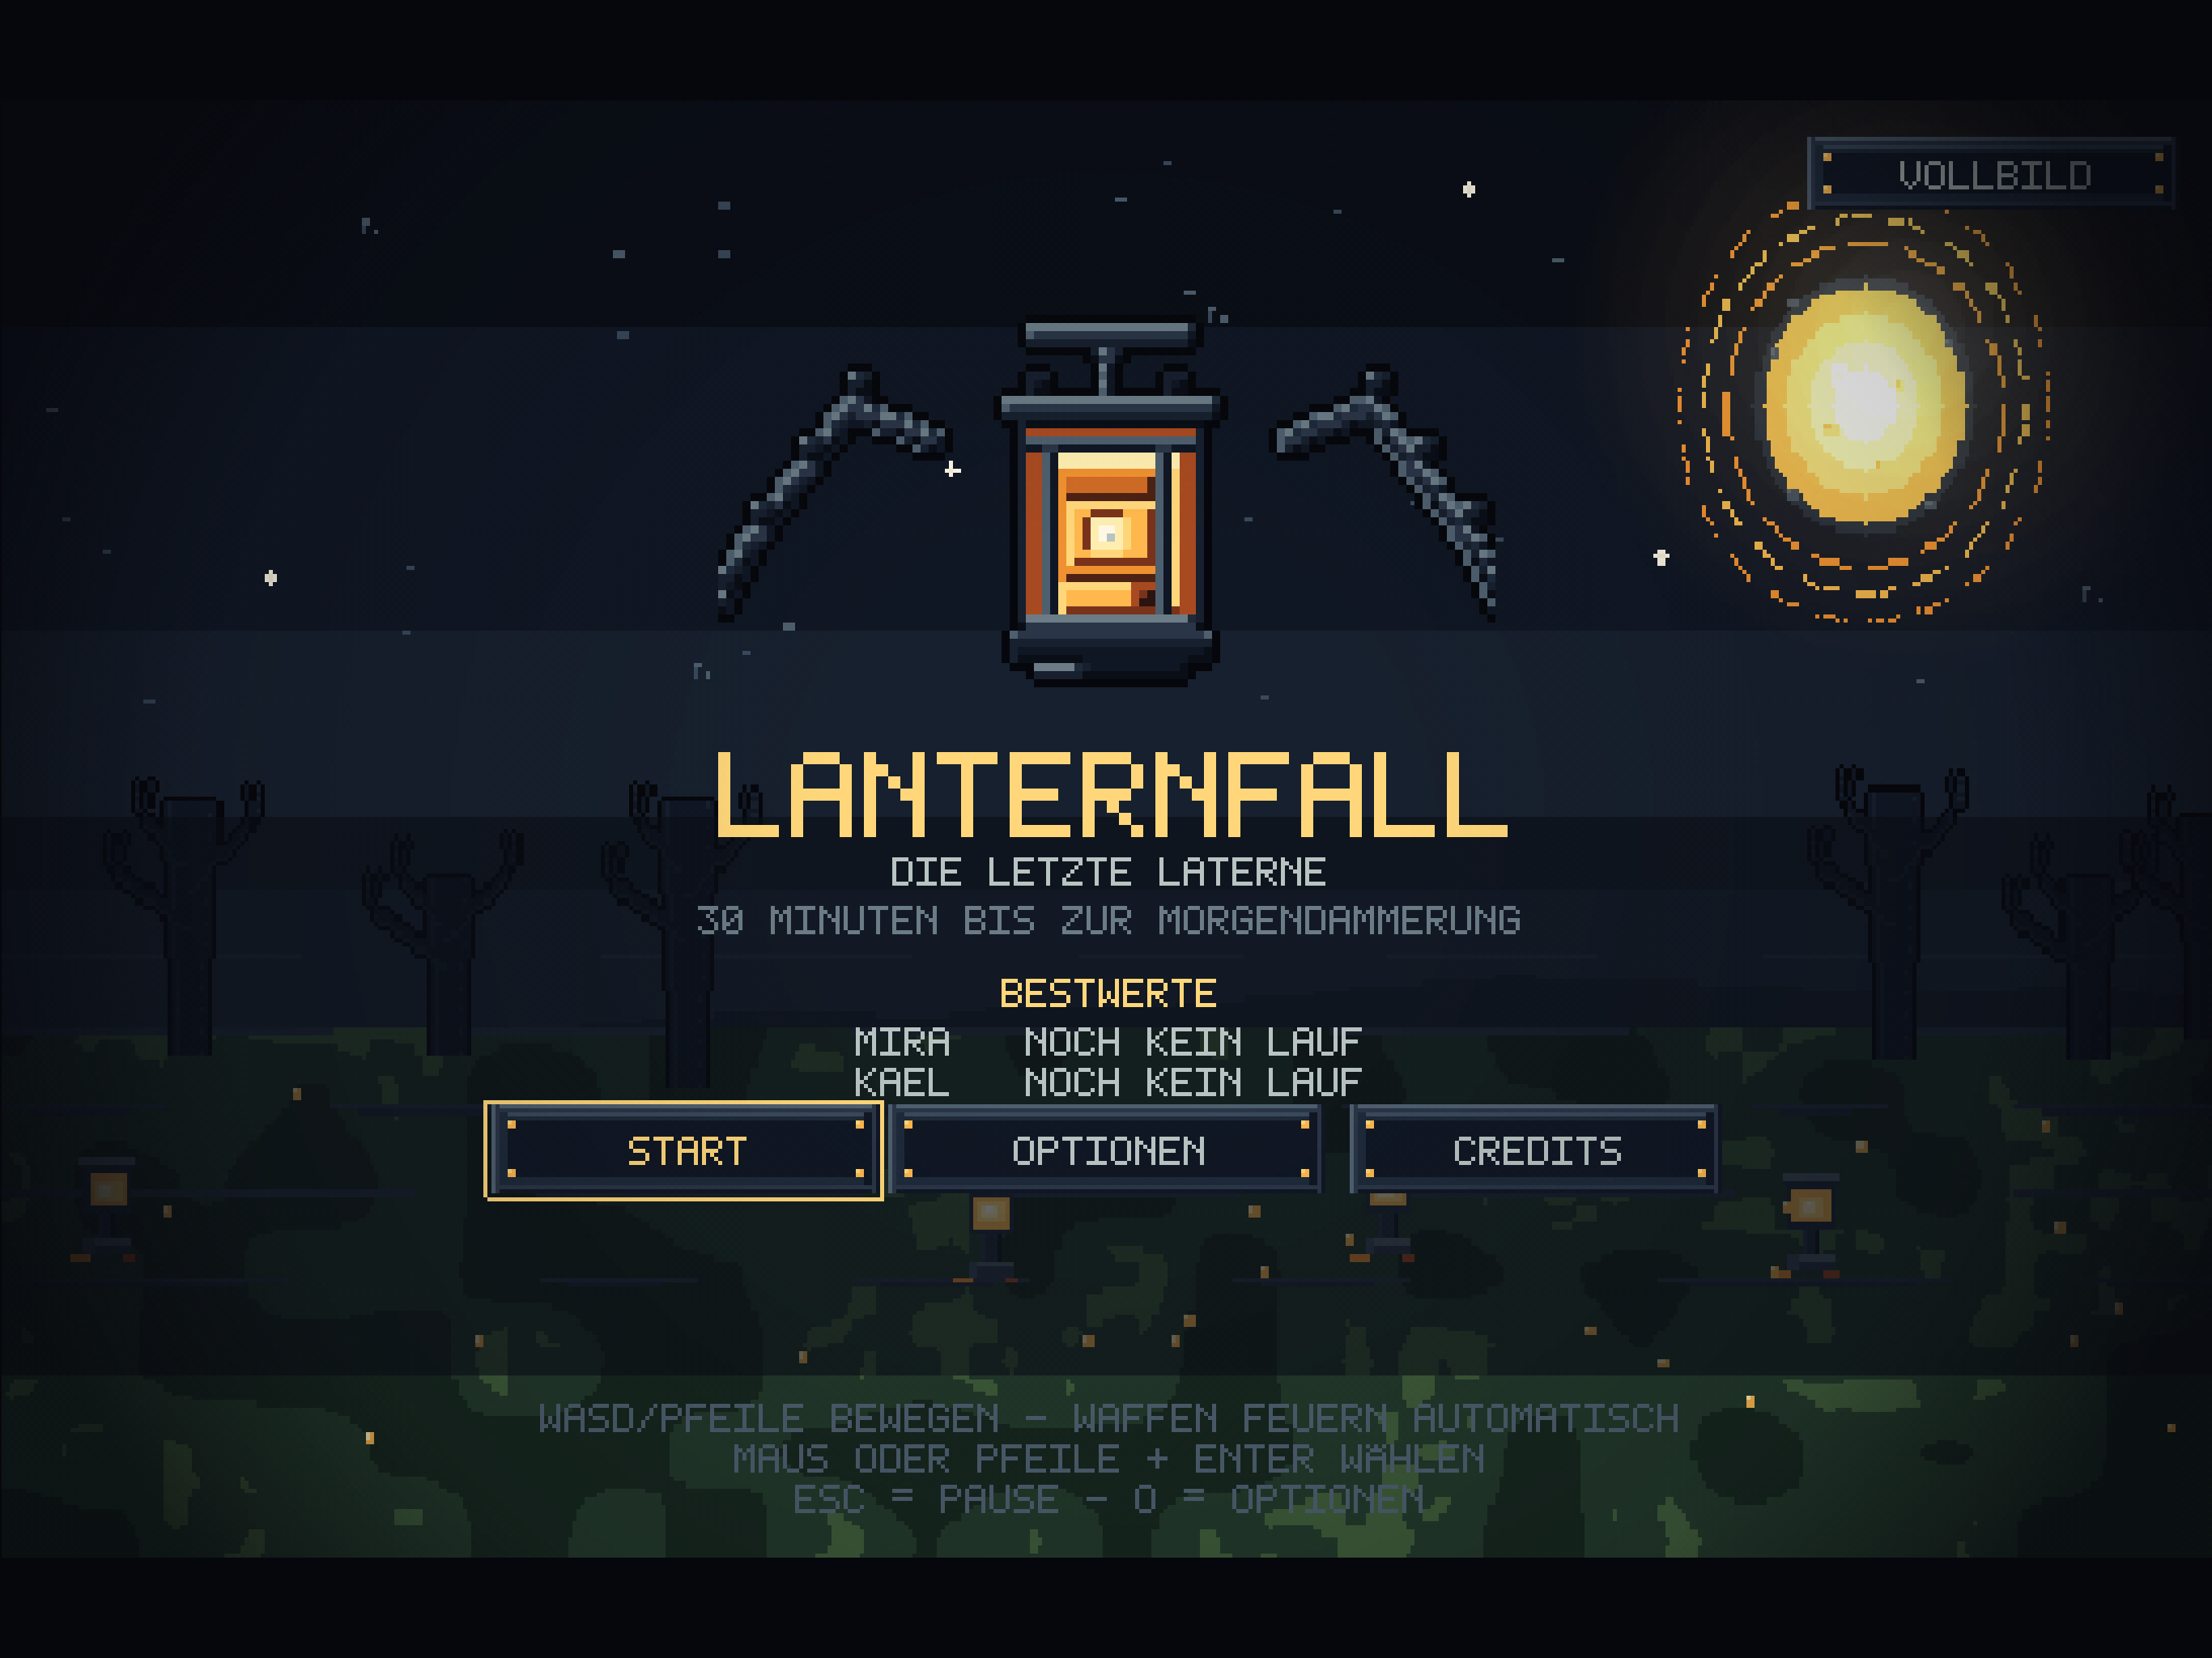 VOLLBILD
LANTERNFALL
DIE LETZTE LATERNE
30 MINUTEN BIS ZUR MORGENDAMMERUNG
BESTWERTE
MIRA NOCH KEIN LAUF
KAEL NOCH KEIN LAUF
START OPTIONEN CREDITS
WASD/PFEILE BEWEGEN - WAFFEN FEUERN AUTOMATISCH
MAUS ODER PFEILE + ENTER WÄHLEN
ESC = PAUSE - O = OPTIONEN